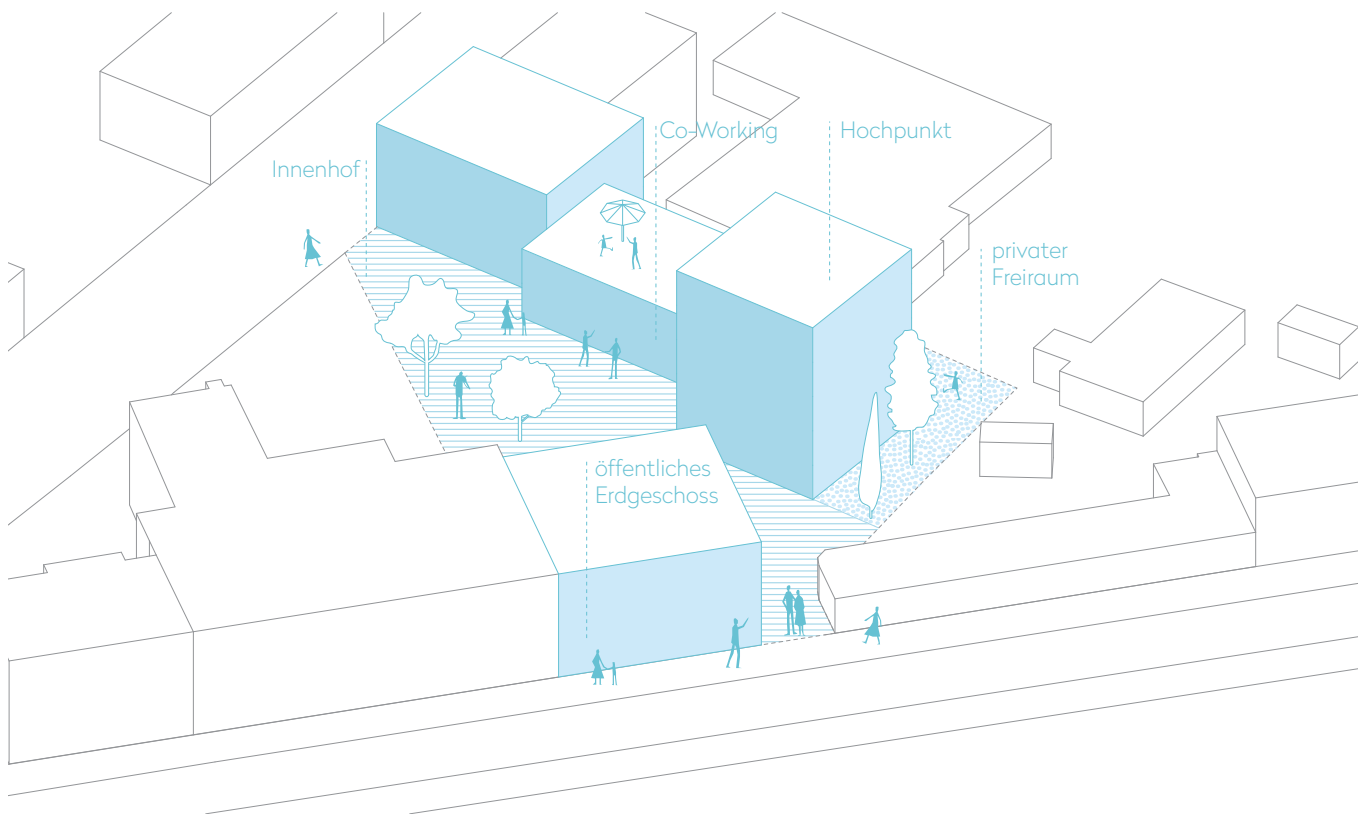 Co-Working
Hochpunkt
Innenhof
privater
Freiraum
öffentliches
Erdgeschoss